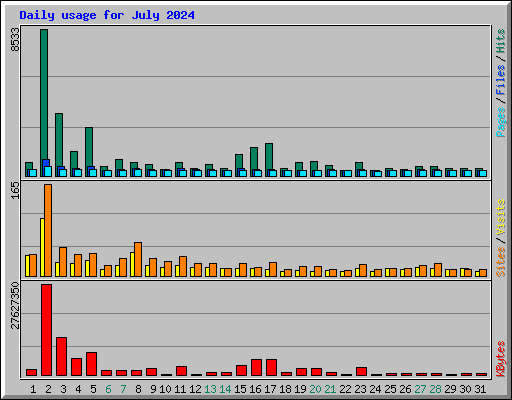 Daily usage for July 2024
8533
Pages / Files / Hits
165
Sites / Visits
27627350
KBytes
1 2 3 4 5 6 7 8 9 10 11 12 13 14 15 16 17 18 19 20 21 22 23 24 25 26 27 28 29 30 31